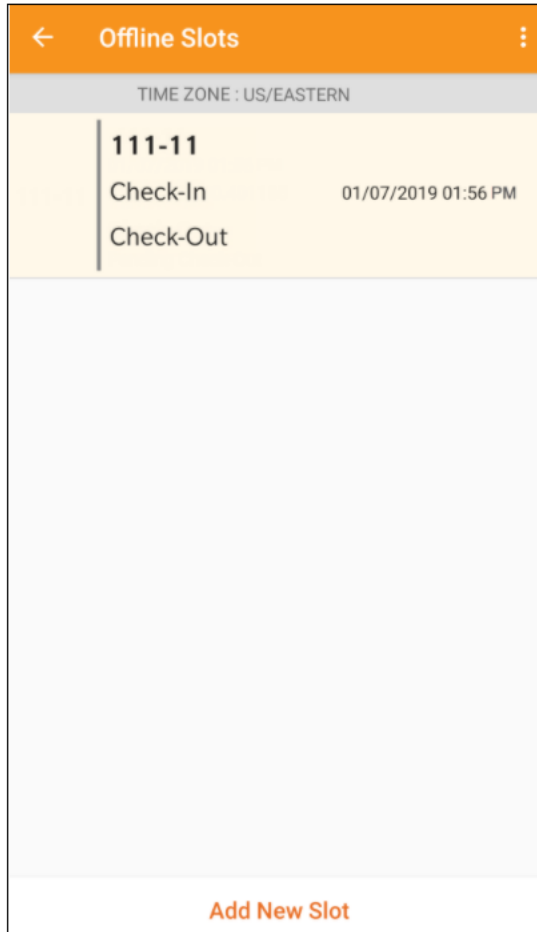 Offline Slots
TIME ZONE : US/EASTERN
111-11
Check-In 01/07/2019 01:56 PM
Check-Out
Add New Slot